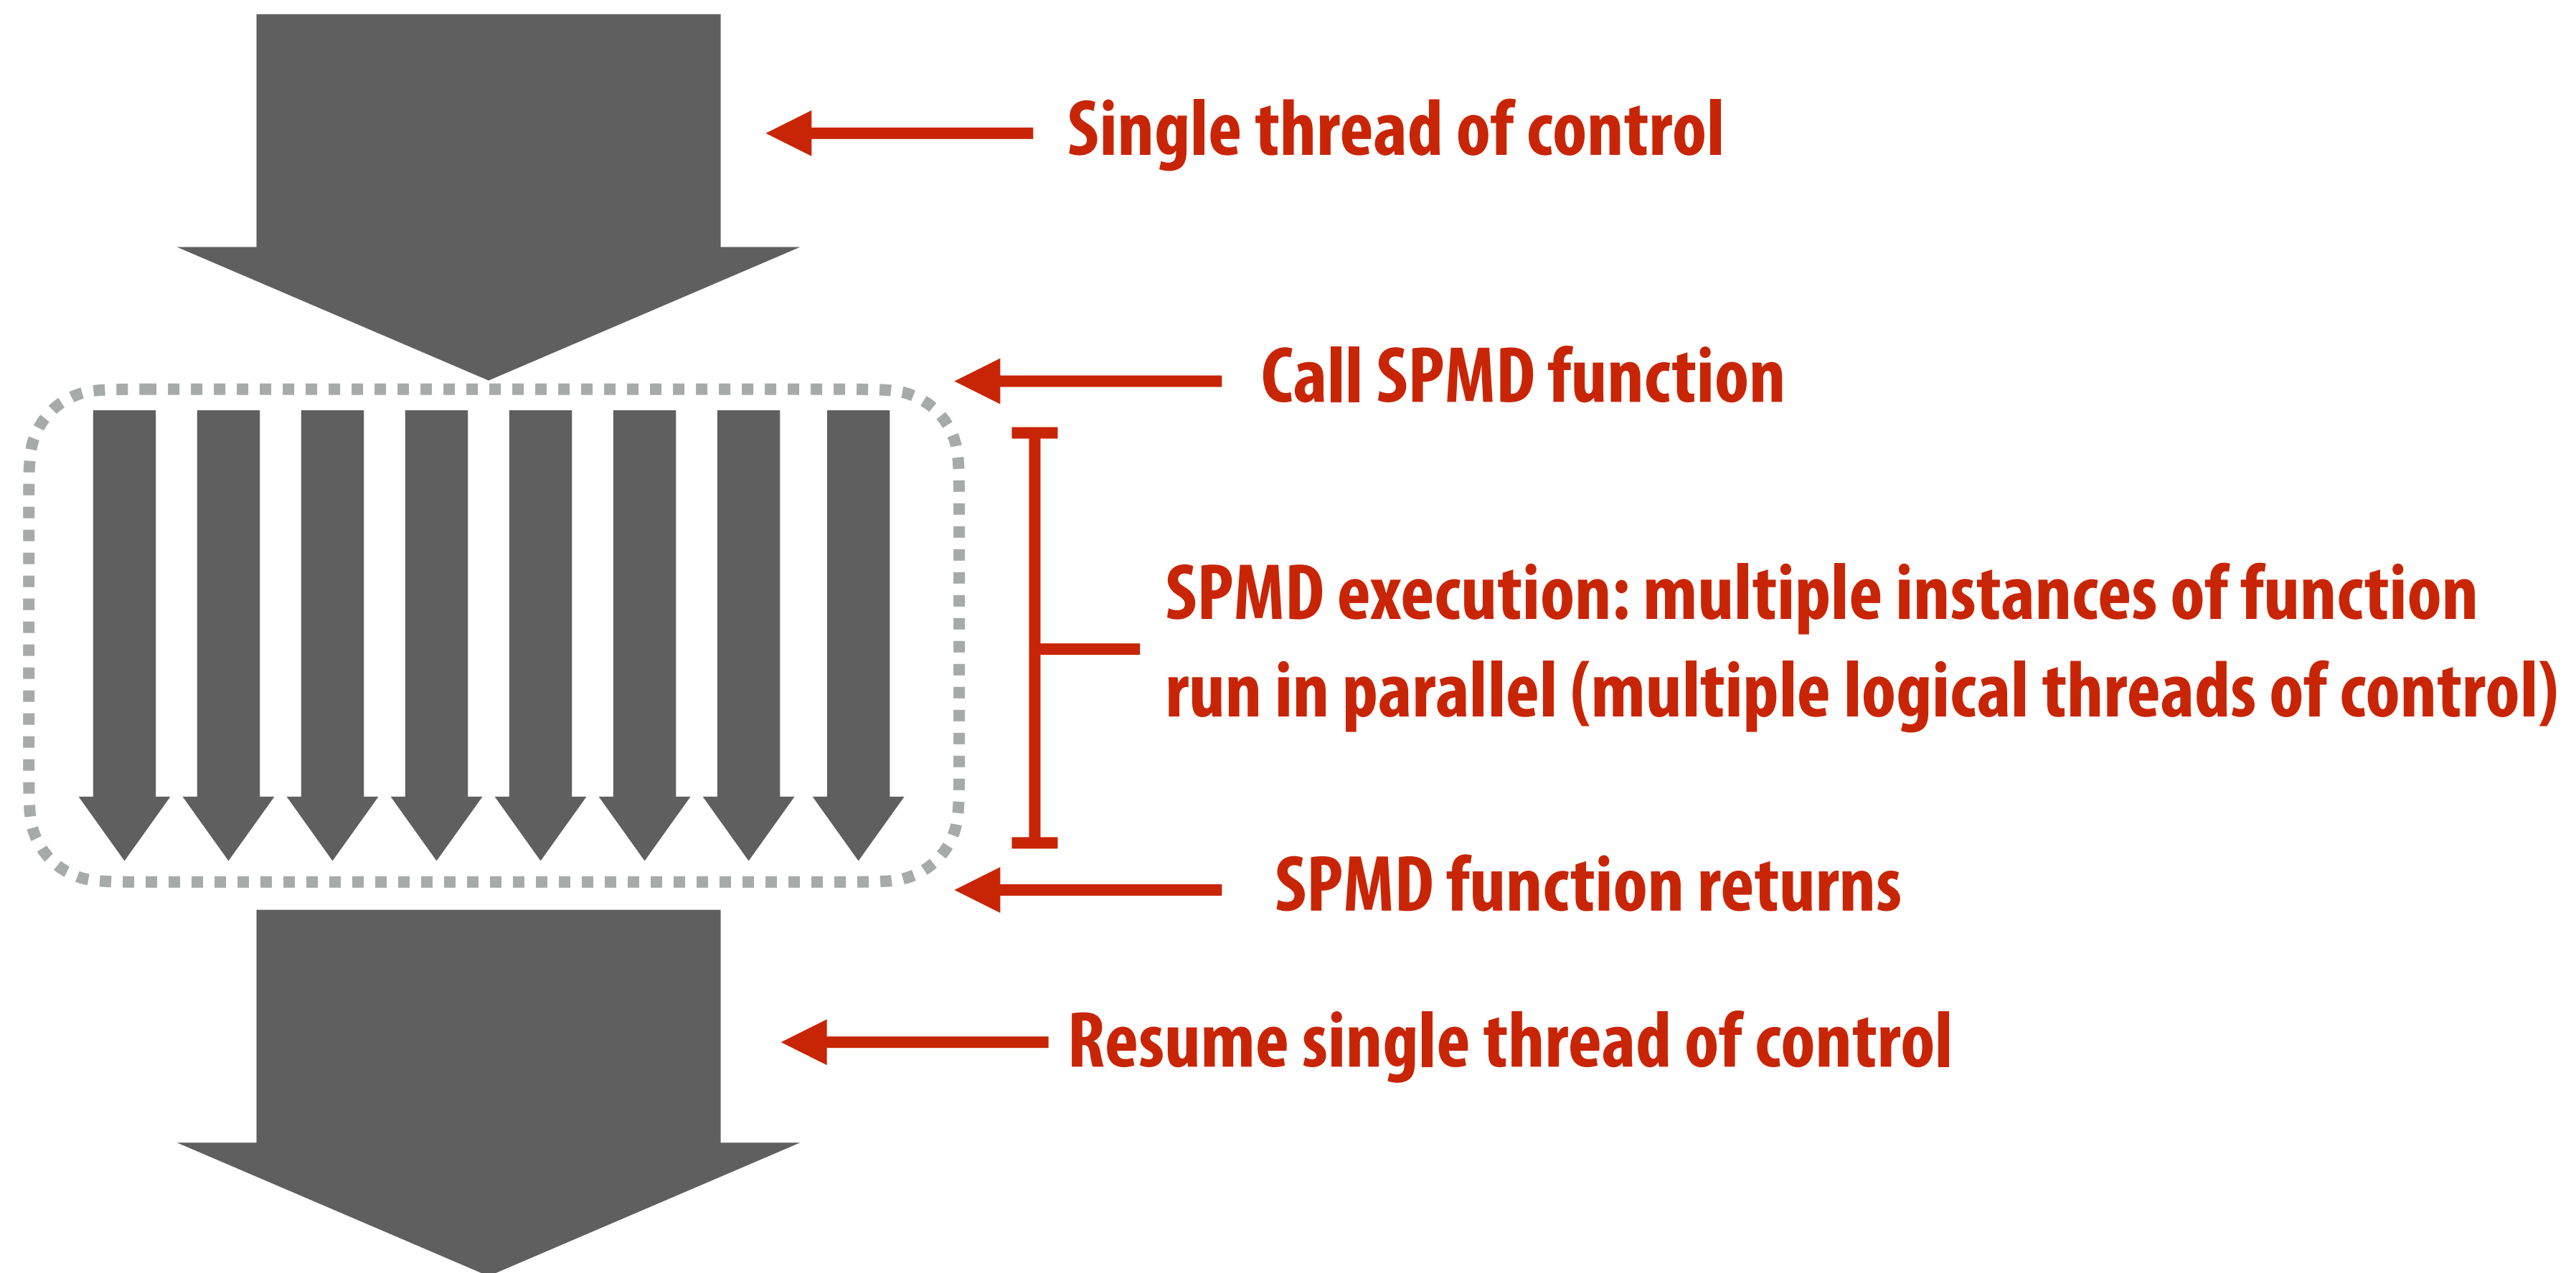 Single thread of control
Call SPMD function
SPMD execution: multiple instances of function
run in parallel (multiple logical threads of control)
SPMD function returns
Resume single thread of control